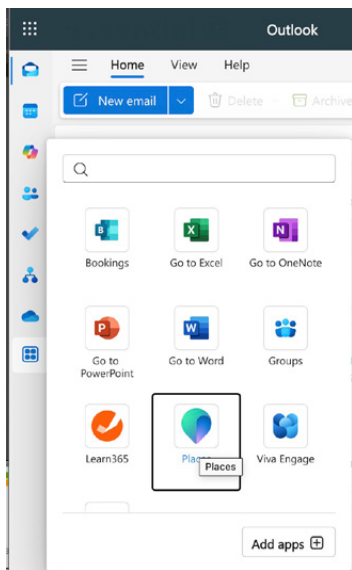 Outlook
Home View Help
New email Delete Archive
Bookings Go to Excel Go to OneNote
Go to PowerPoint Go to Word Groups
Learn365 Places Viva Engage
Places
Add apps